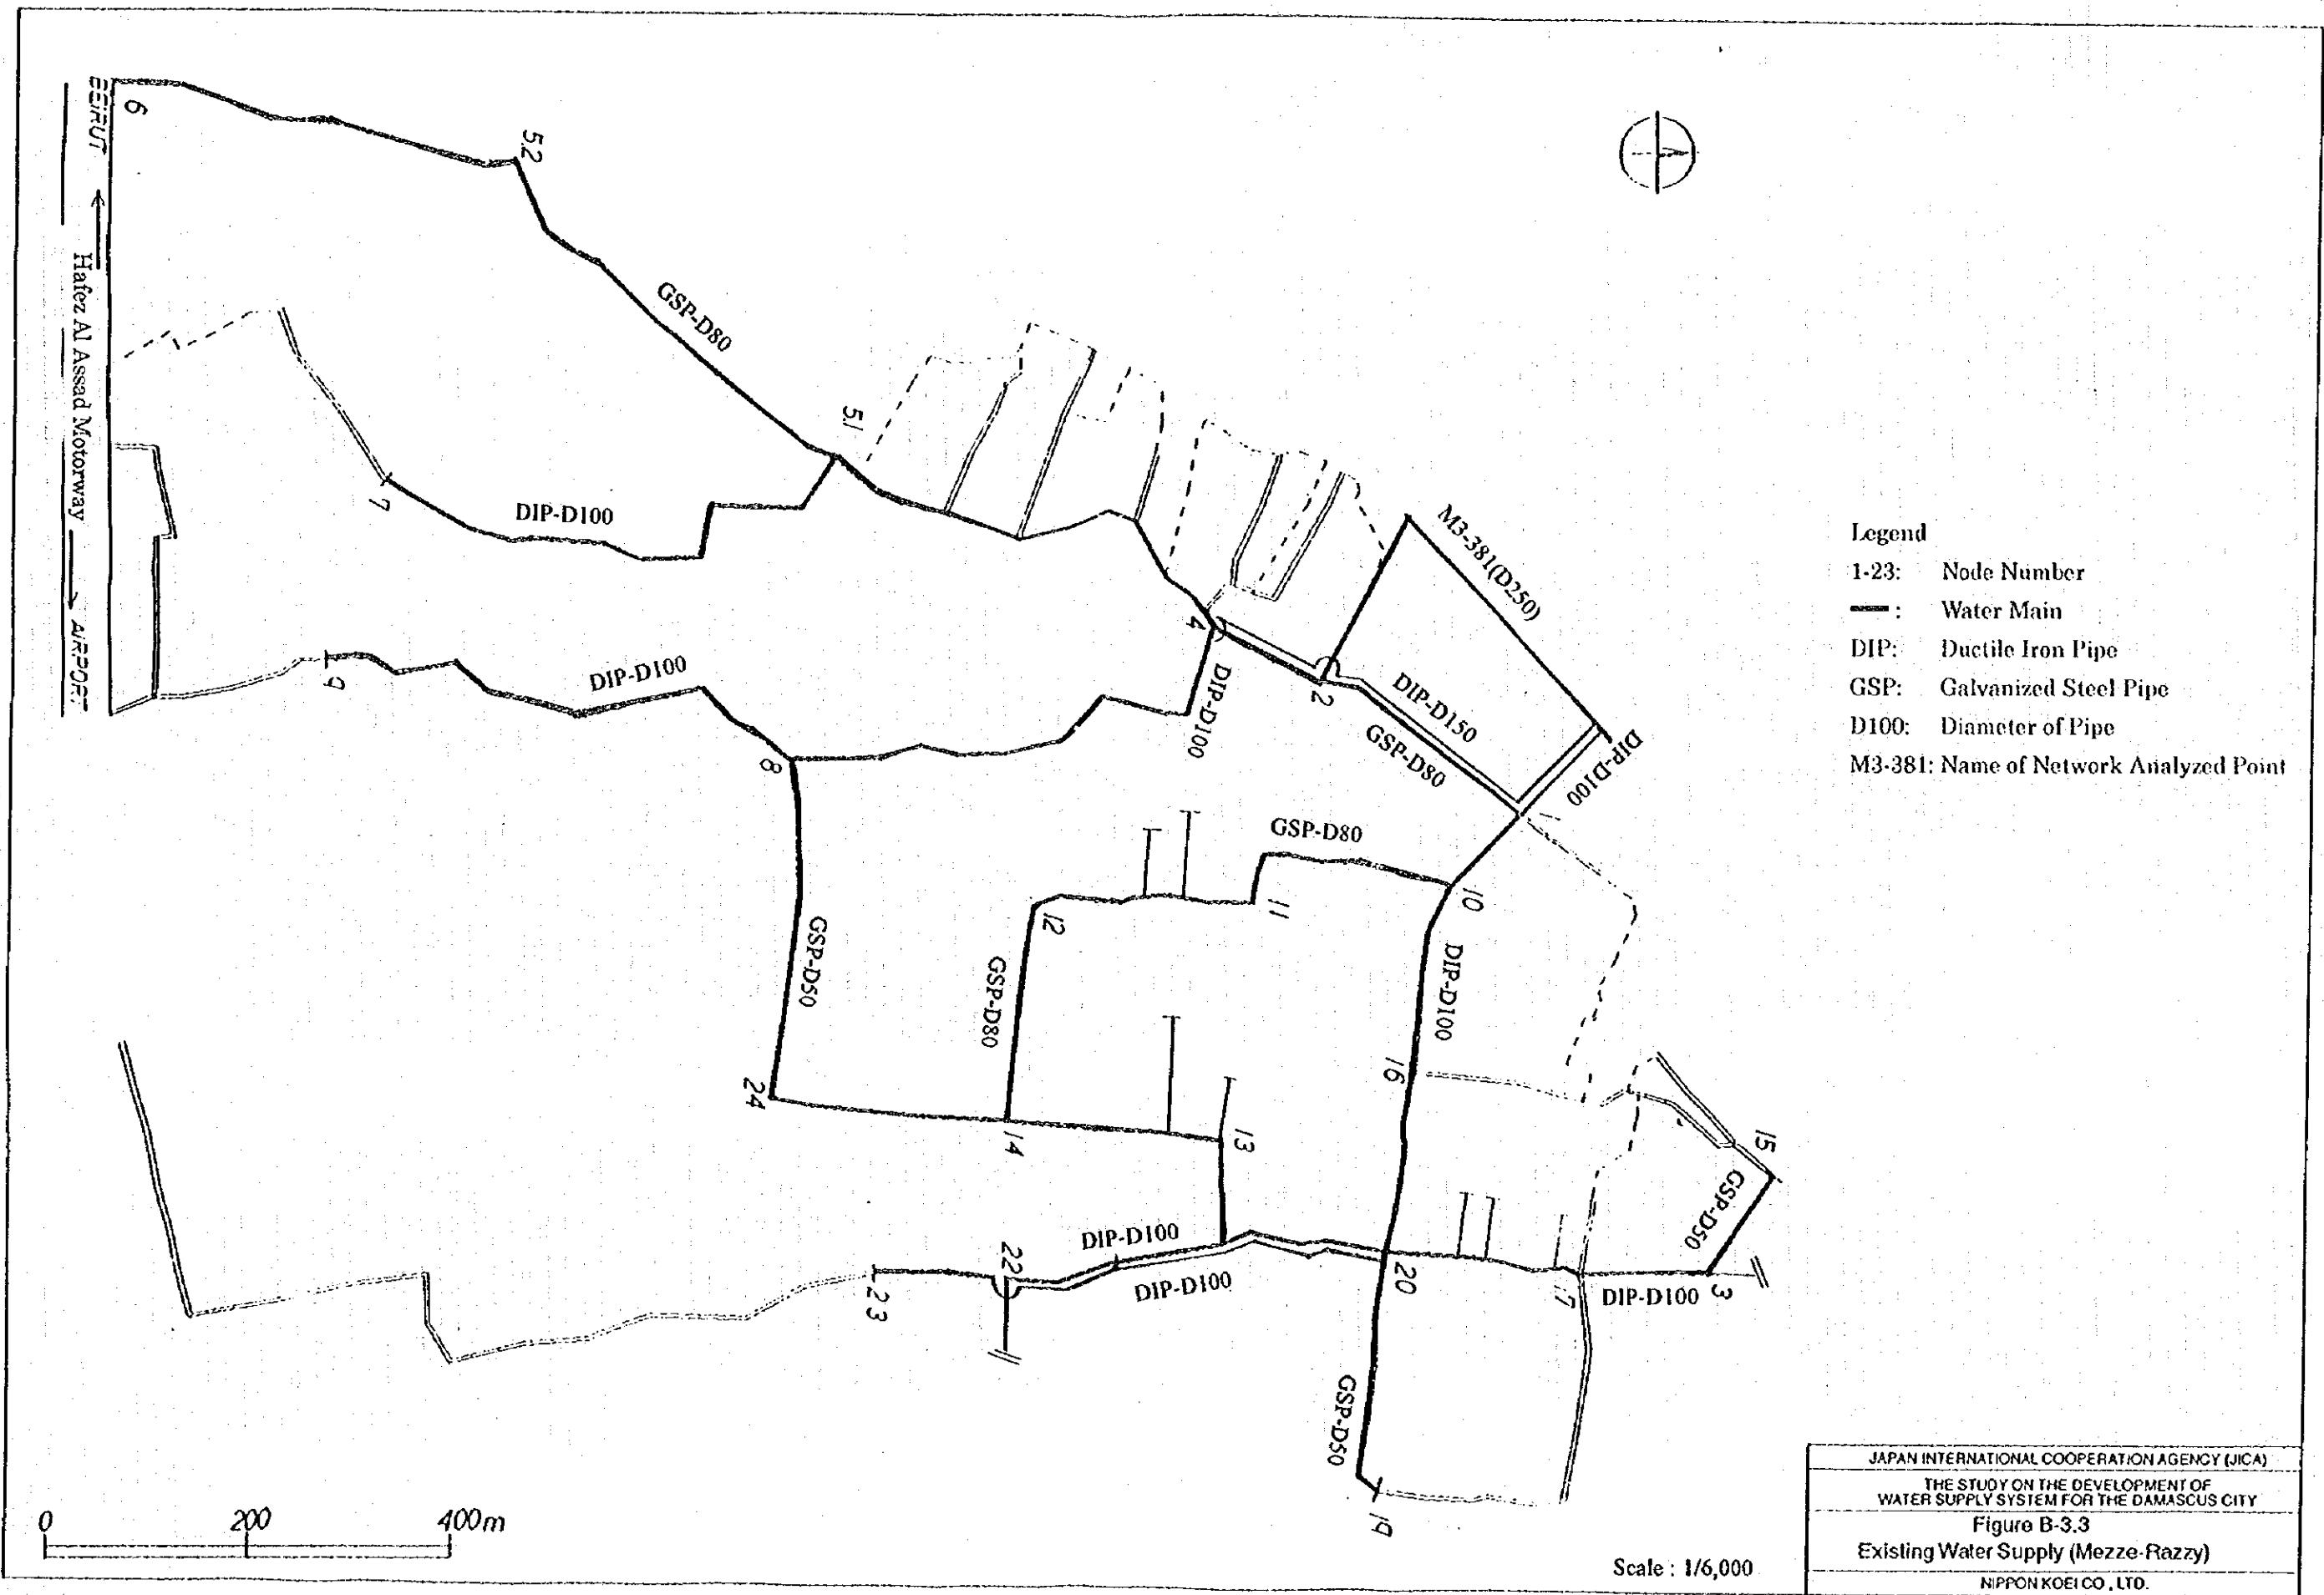 BEIRUT
Hafez Al Assad Motorway
AIRPORT
6
5.2
GSP-D80
5.1
7
DIP-D100
9
DIP-D100
8
4
DIP-D100
2
M3-381(D250)
DIP-D150
GSP-D80
DIP-D100
GSP-D80
10
11
12
GSP-D50
GSP-D80
DIP-D100
16
24
14
13
15
GSP-D50
DIP-D100
22
DIP-D100
23
20
17
DIP-D100
3
GSP-D50
19
Legend
1-23: Node Number
: Water Main
DIP: Ductile Iron Pipe
GSP: Galvanized Steel Pipe
D100: Diameter of Pipe
M3-381: Name of Network Analyzed Point
0 200 400m
Scale : 1/6,000
JAPAN INTERNATIONAL COOPERATION AGENCY (JICA)
THE STUDY ON THE DEVELOPMENT OF
WATER SUPPLY SYSTEM FOR THE DAMASCUS CITY
Figure B-3.3
Existing Water Supply (Mezze-Razzy)
NIPPON KOEI CO., LTD.